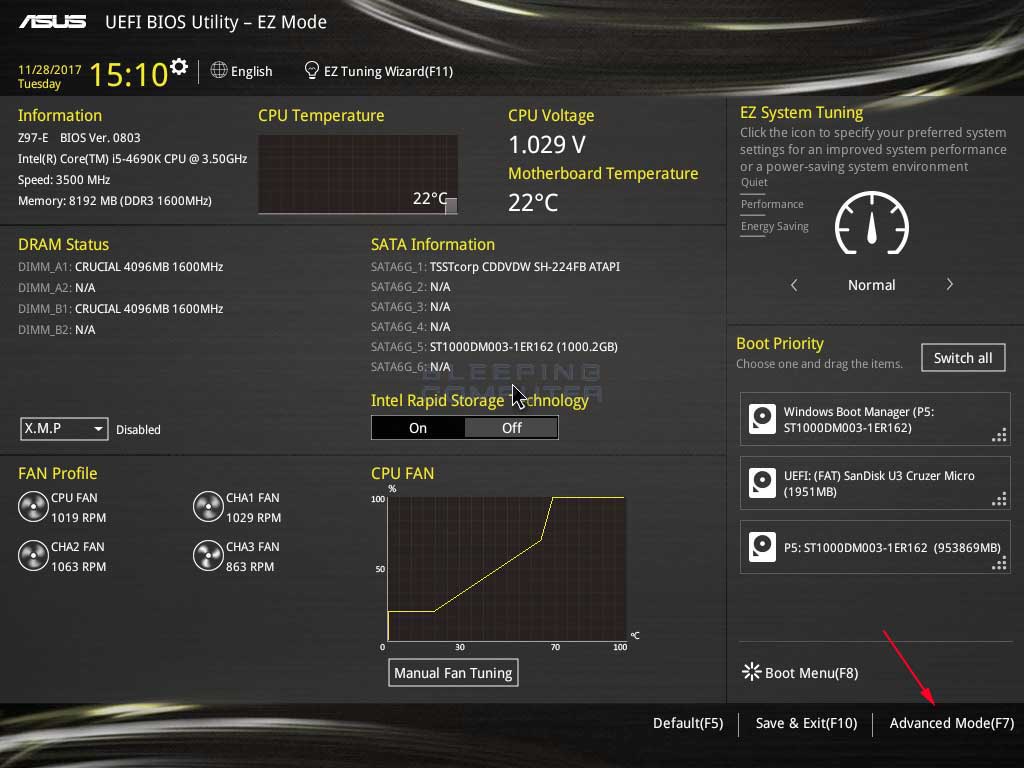 ASUS UEFI BIOS Utility – EZ Mode
11/28/2017
Tuesday
15:10
English
EZ Tuning Wizard(F11)
Information
Z97-E BIOS Ver. 0803
Intel(R) Core(TM) i5-4690K CPU @ 3.50GHz
Speed: 3500 MHz
Memory: 8192 MB (DDR3 1600MHz)
CPU Temperature
22°C
CPU Voltage
1.029 V
Motherboard Temperature
22°C
EZ System Tuning
Click the icon to specify your preferred system
settings for an improved system performance
or a power-saving system environment
Quiet
Performance
Energy Saving
Normal
DRAM Status
DIMM_A1: CRUCIAL 4096MB 1600MHz
DIMM_A2: N/A
DIMM_B1: CRUCIAL 4096MB 1600MHz
DIMM_B2: N/A
X.M.P Disabled
SATA Information
SATA6G_1: TSSTcorp CDDVDW SH-224FB ATAPI
SATA6G_2: N/A
SATA6G_3: N/A
SATA6G_4: N/A
SATA6G_5: ST1000DM003-1ER162 (1000.2GB)
SATA6G_6: N/A
BLEEPING
COMPUTER
Intel Rapid Storage Technology
On Off
Boot Priority
Choose one and drag the items.
Switch all
Windows Boot Manager (P5:
ST1000DM003-1ER162)
UEFI: (FAT) SanDisk U3 Cruzer Micro
(1951MB)
P5: ST1000DM003-1ER162 (953869MB)
FAN Profile
CPU FAN
1019 RPM
CHA1 FAN
1029 RPM
CHA2 FAN
1063 RPM
CHA3 FAN
863 RPM
CPU FAN
%
100
50
0 30 70 100
°C
Manual Fan Tuning
Boot Menu(F8)
Default(F5)
Save & Exit(F10)
Advanced Mode(F7)